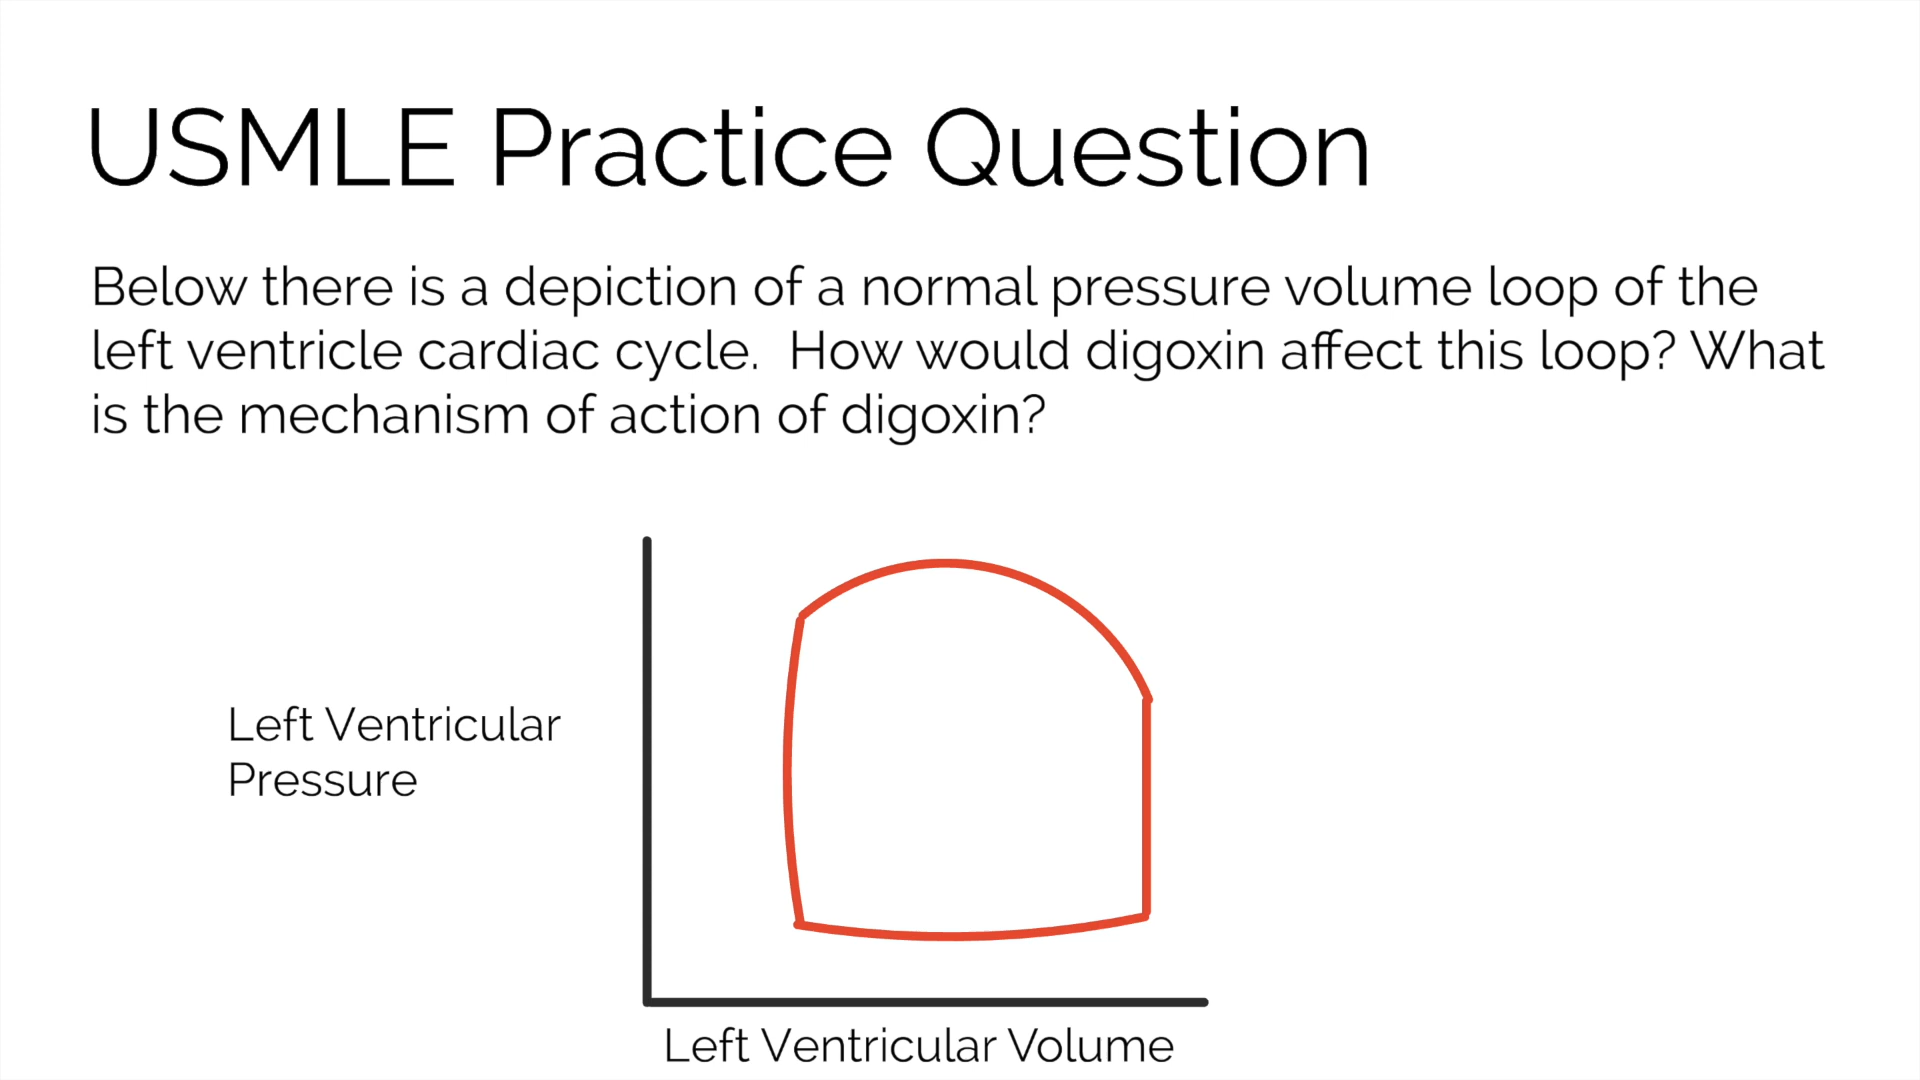 USMLE Practice Question
Below there is a depiction of a normal pressure volume loop of the
left ventricle cardiac cycle.  How would digoxin affect this loop? What
is the mechanism of action of digoxin?
Left Ventricular
Pressure
Left Ventricular Volume